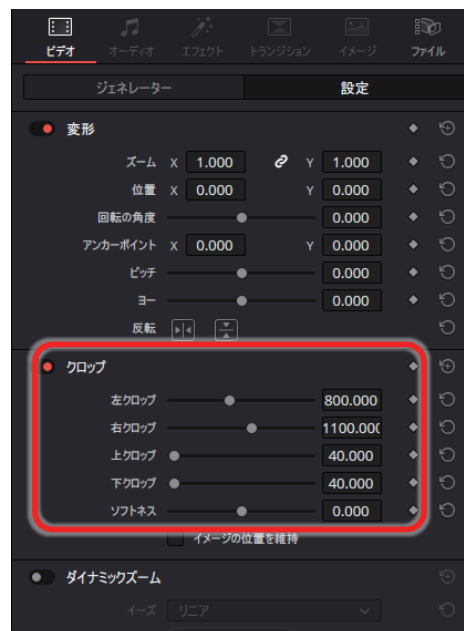 ビデオ オーディオ エフェクト トランジション イメージ ファイル
ジェネレーター 設定
変形
ズーム X 1.000 Y 1.000
位置 X 0.000 Y 0.000
回転の角度 0.000
アンカーポイント X 0.000 Y 0.000
ピッチ 0.000
ヨー 0.000
反転
クロップ
左クロップ 800.000
右クロップ 1100.00(
上クロップ 40.000
下クロップ 40.000
ソフトネス 0.000
イメージの位置を維持
ダイナミックズーム
イーズ リニア